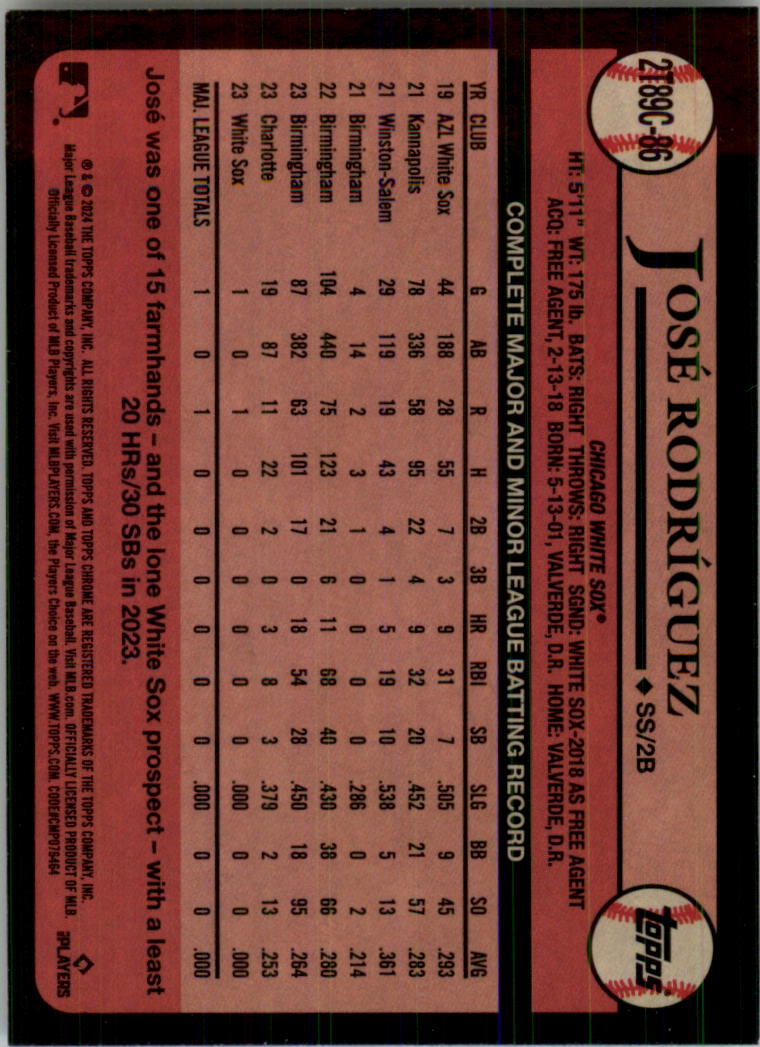 2T89C-86
JOSÉ RODRÍGUEZ
◆ SS/2B
topps®
CHICAGO WHITE SOX®
HT: 5'11" WT: 175 lb. BATS: RIGHT THROWS: RIGHT SGND: WHITE SOX-2018 AS FREE AGENT
ACQ: FREE AGENT, 2-13-18 BORN: 5-13-01, VALVERDE, D.R. HOME: VALVERDE, D.R.
COMPLETE MAJOR AND MINOR LEAGUE BATTING RECORD
YR CLUB G AB R H 2B 3B HR RBI SB SLG BB SO AVG
19 AZL White Sox 44 188 28 55 7 3 9 31 7 .505 9 45 .293
21 Kannapolis 78 336 58 95 22 4 9 32 20 .452 21 57 .283
21 Winston-Salem 29 119 19 43 4 1 5 19 10 .538 5 13 .361
21 Birmingham 4 14 2 3 1 0 0 0 0 .286 0 2 .214
22 Birmingham 104 440 75 123 21 6 11 68 40 .430 38 66 .280
23 Birmingham 87 382 63 101 17 0 18 54 28 .450 18 95 .264
23 Charlotte 19 87 11 22 2 0 3 8 3 .379 2 13 .253
23 White Sox 1 0 1 0 0 0 0 0 0 .000 0 0 .000
MAJ. LEAGUE TOTALS 1 0 1 0 0 0 0 0 0 .000 0 0 .000
José was one of 15 farmhands – and the lone White Sox prospect – with a least
20 HRs/30 SBs in 2023.
® & © 2024 THE TOPPS COMPANY, INC. ALL RIGHTS RESERVED. TOPPS AND TOPPS CHROME ARE REGISTERED TRADEMARKS OF THE TOPPS COMPANY, INC.
Major League Baseball trademarks and copyrights are used with permission of Major League Baseball. Visit MLB.com. OFFICIALLY LICENSED PRODUCT OF MLB
Officially Licensed Product of MLB Players, Inc. Visit MLBPLAYERS.COM, the Players Choice on the web. WWW.TOPPS.COM. CODE#CMP076464
PLAYERS